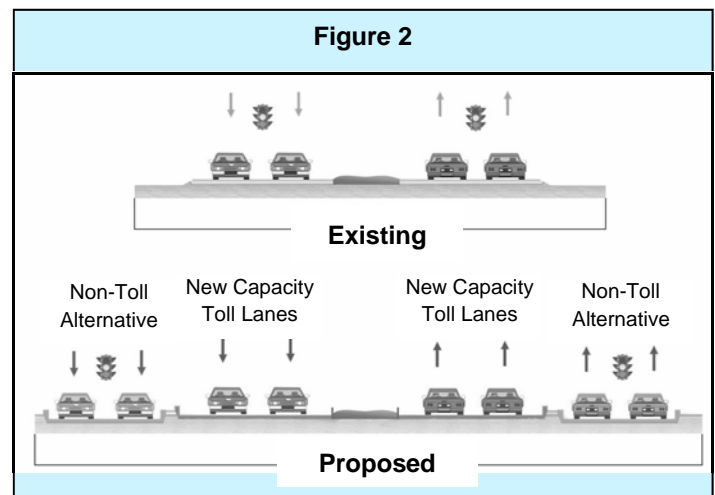 Figure 2
Existing
Non-Toll
Alternative
New Capacity
Toll Lanes
New Capacity
Toll Lanes
Non-Toll
Alternative
Proposed